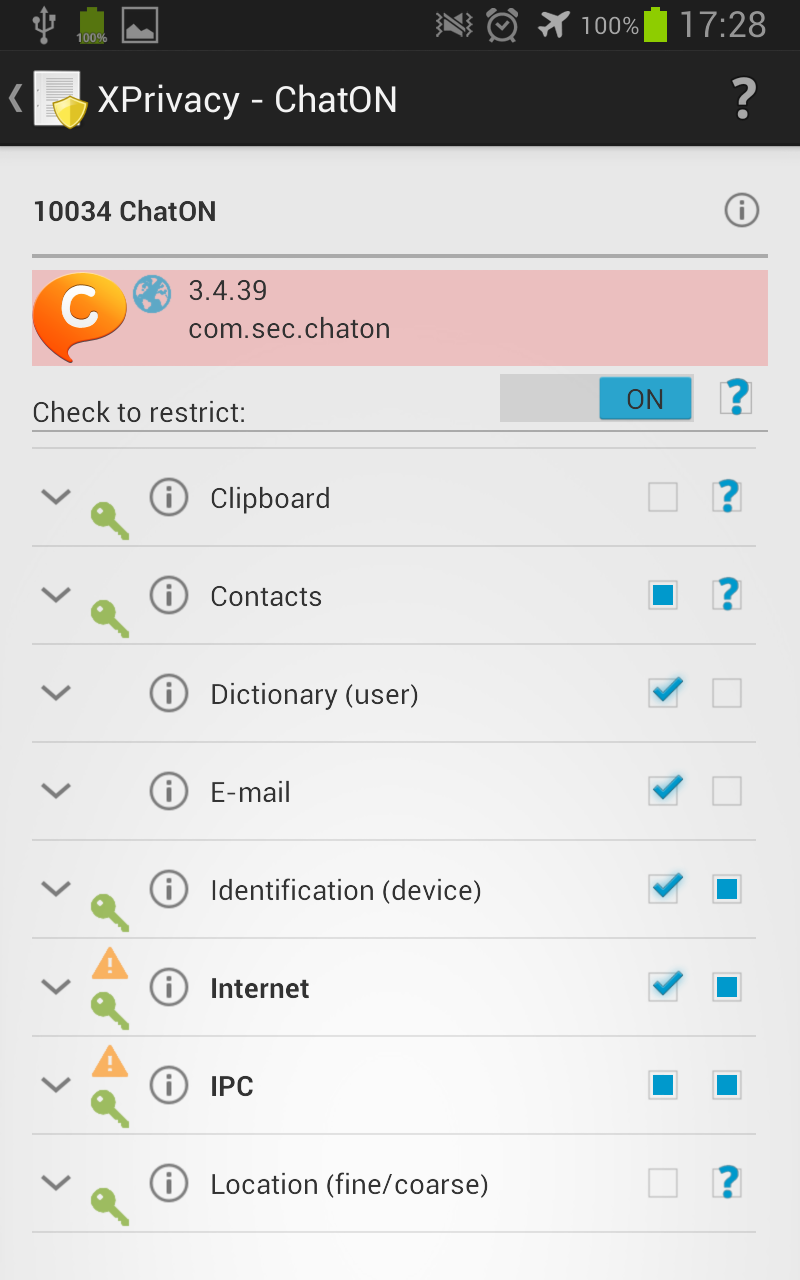 100%
100%
17:28
XPrivacy - ChatON
?
10034 ChatON
C
3.4.39
com.sec.chaton
Check to restrict:
ON
?
Clipboard
?
Contacts
?
Dictionary (user)
E-mail
Identification (device)
Internet
IPC
Location (fine/coarse)
?